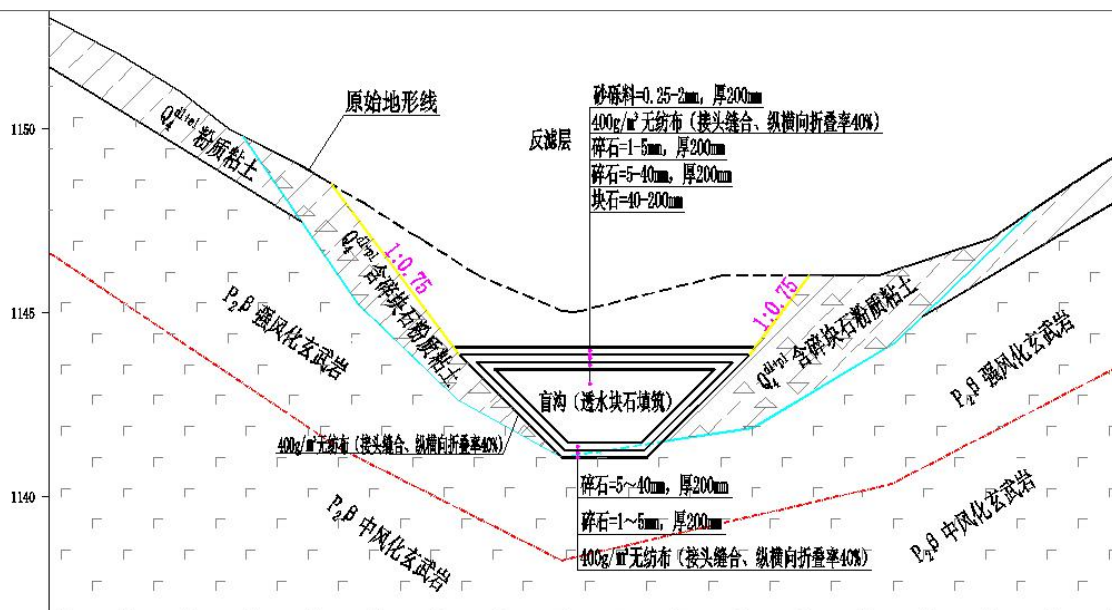 砂砾料=0.25-2mm, 厚200mm
原始地形线
400g/m²无纺布（接头缝合、纵横向折叠率40%）
1150
反滤层
碎石=1-5mm, 厚200mm
碎石=5-40mm, 厚200mm
块石=40-200mm
Q₄ᵈˡ⁺ᵉˡ 粉质粘土
Q₄ᵈˡ⁺ᵖˡ 含碎块石粉质粘土
1:0.75
1:0.75
Q₄ᵈˡ⁺ᵖˡ 含碎块石粉质粘土
1145
P₂β 强风化玄武岩
P₂β 强风化玄武岩
盲沟（透水块石填筑）
400g/m²无纺布（接头缝合、纵横向折叠率40%）
碎石=5~40mm, 厚200mm
1140
碎石=1~5mm, 厚200mm
400g/m²无纺布（接头缝合、纵横向折叠率40%）
P₂β 中风化玄武岩
P₂β 中风化玄武岩